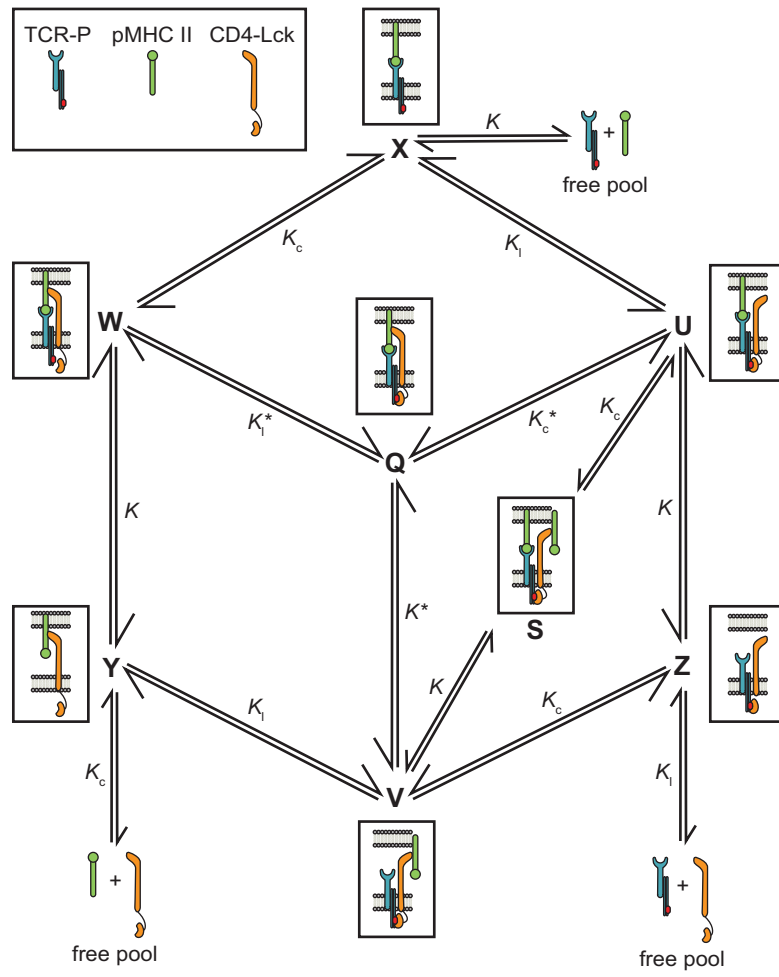 TCR-P pMHC II CD4-Lck
X
K
+
free pool
Kc
Kl
W
U
Kl*
Kc*
Kc
Q
K
K
K*
S
Y
Z
Kl
K
Kc
Kc
V
Kl
+
+
free pool
free pool